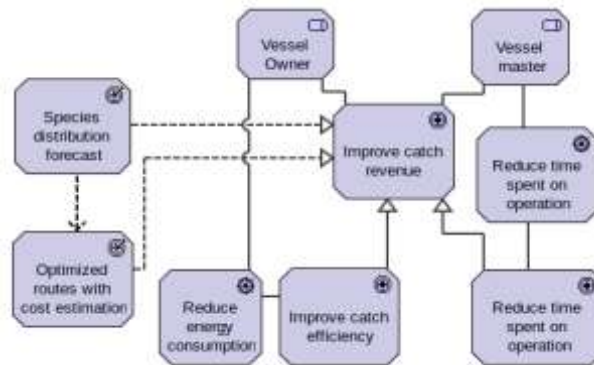 Vessel
Owner
Vessel
master
Species
distribution
forecast
Improve catch
revenue
Reduce time
spent on
operation
Optimized
routes with
cost estimation
Reduce
energy
consumption
Improve catch
efficiency
Reduce time
spent on
operation